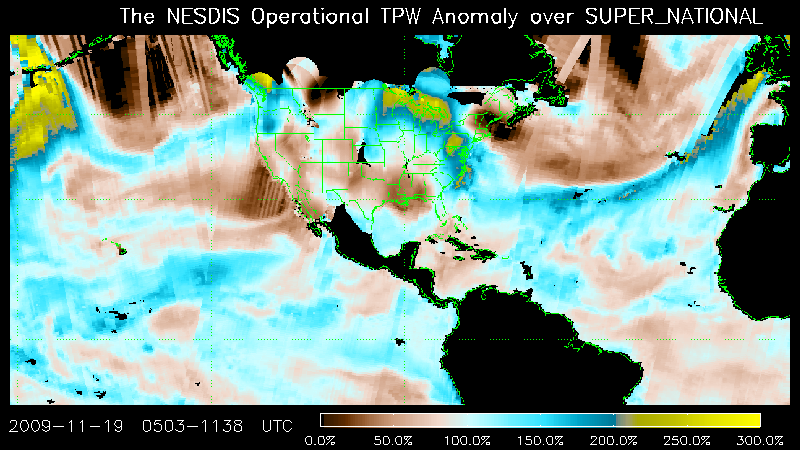 The NESDIS Operational TPW Anomaly over SUPER_NATIONAL
2009-11-19 0503-1138 UTC
0.0% 50.0% 100.0% 150.0% 200.0% 250.0% 300.0%